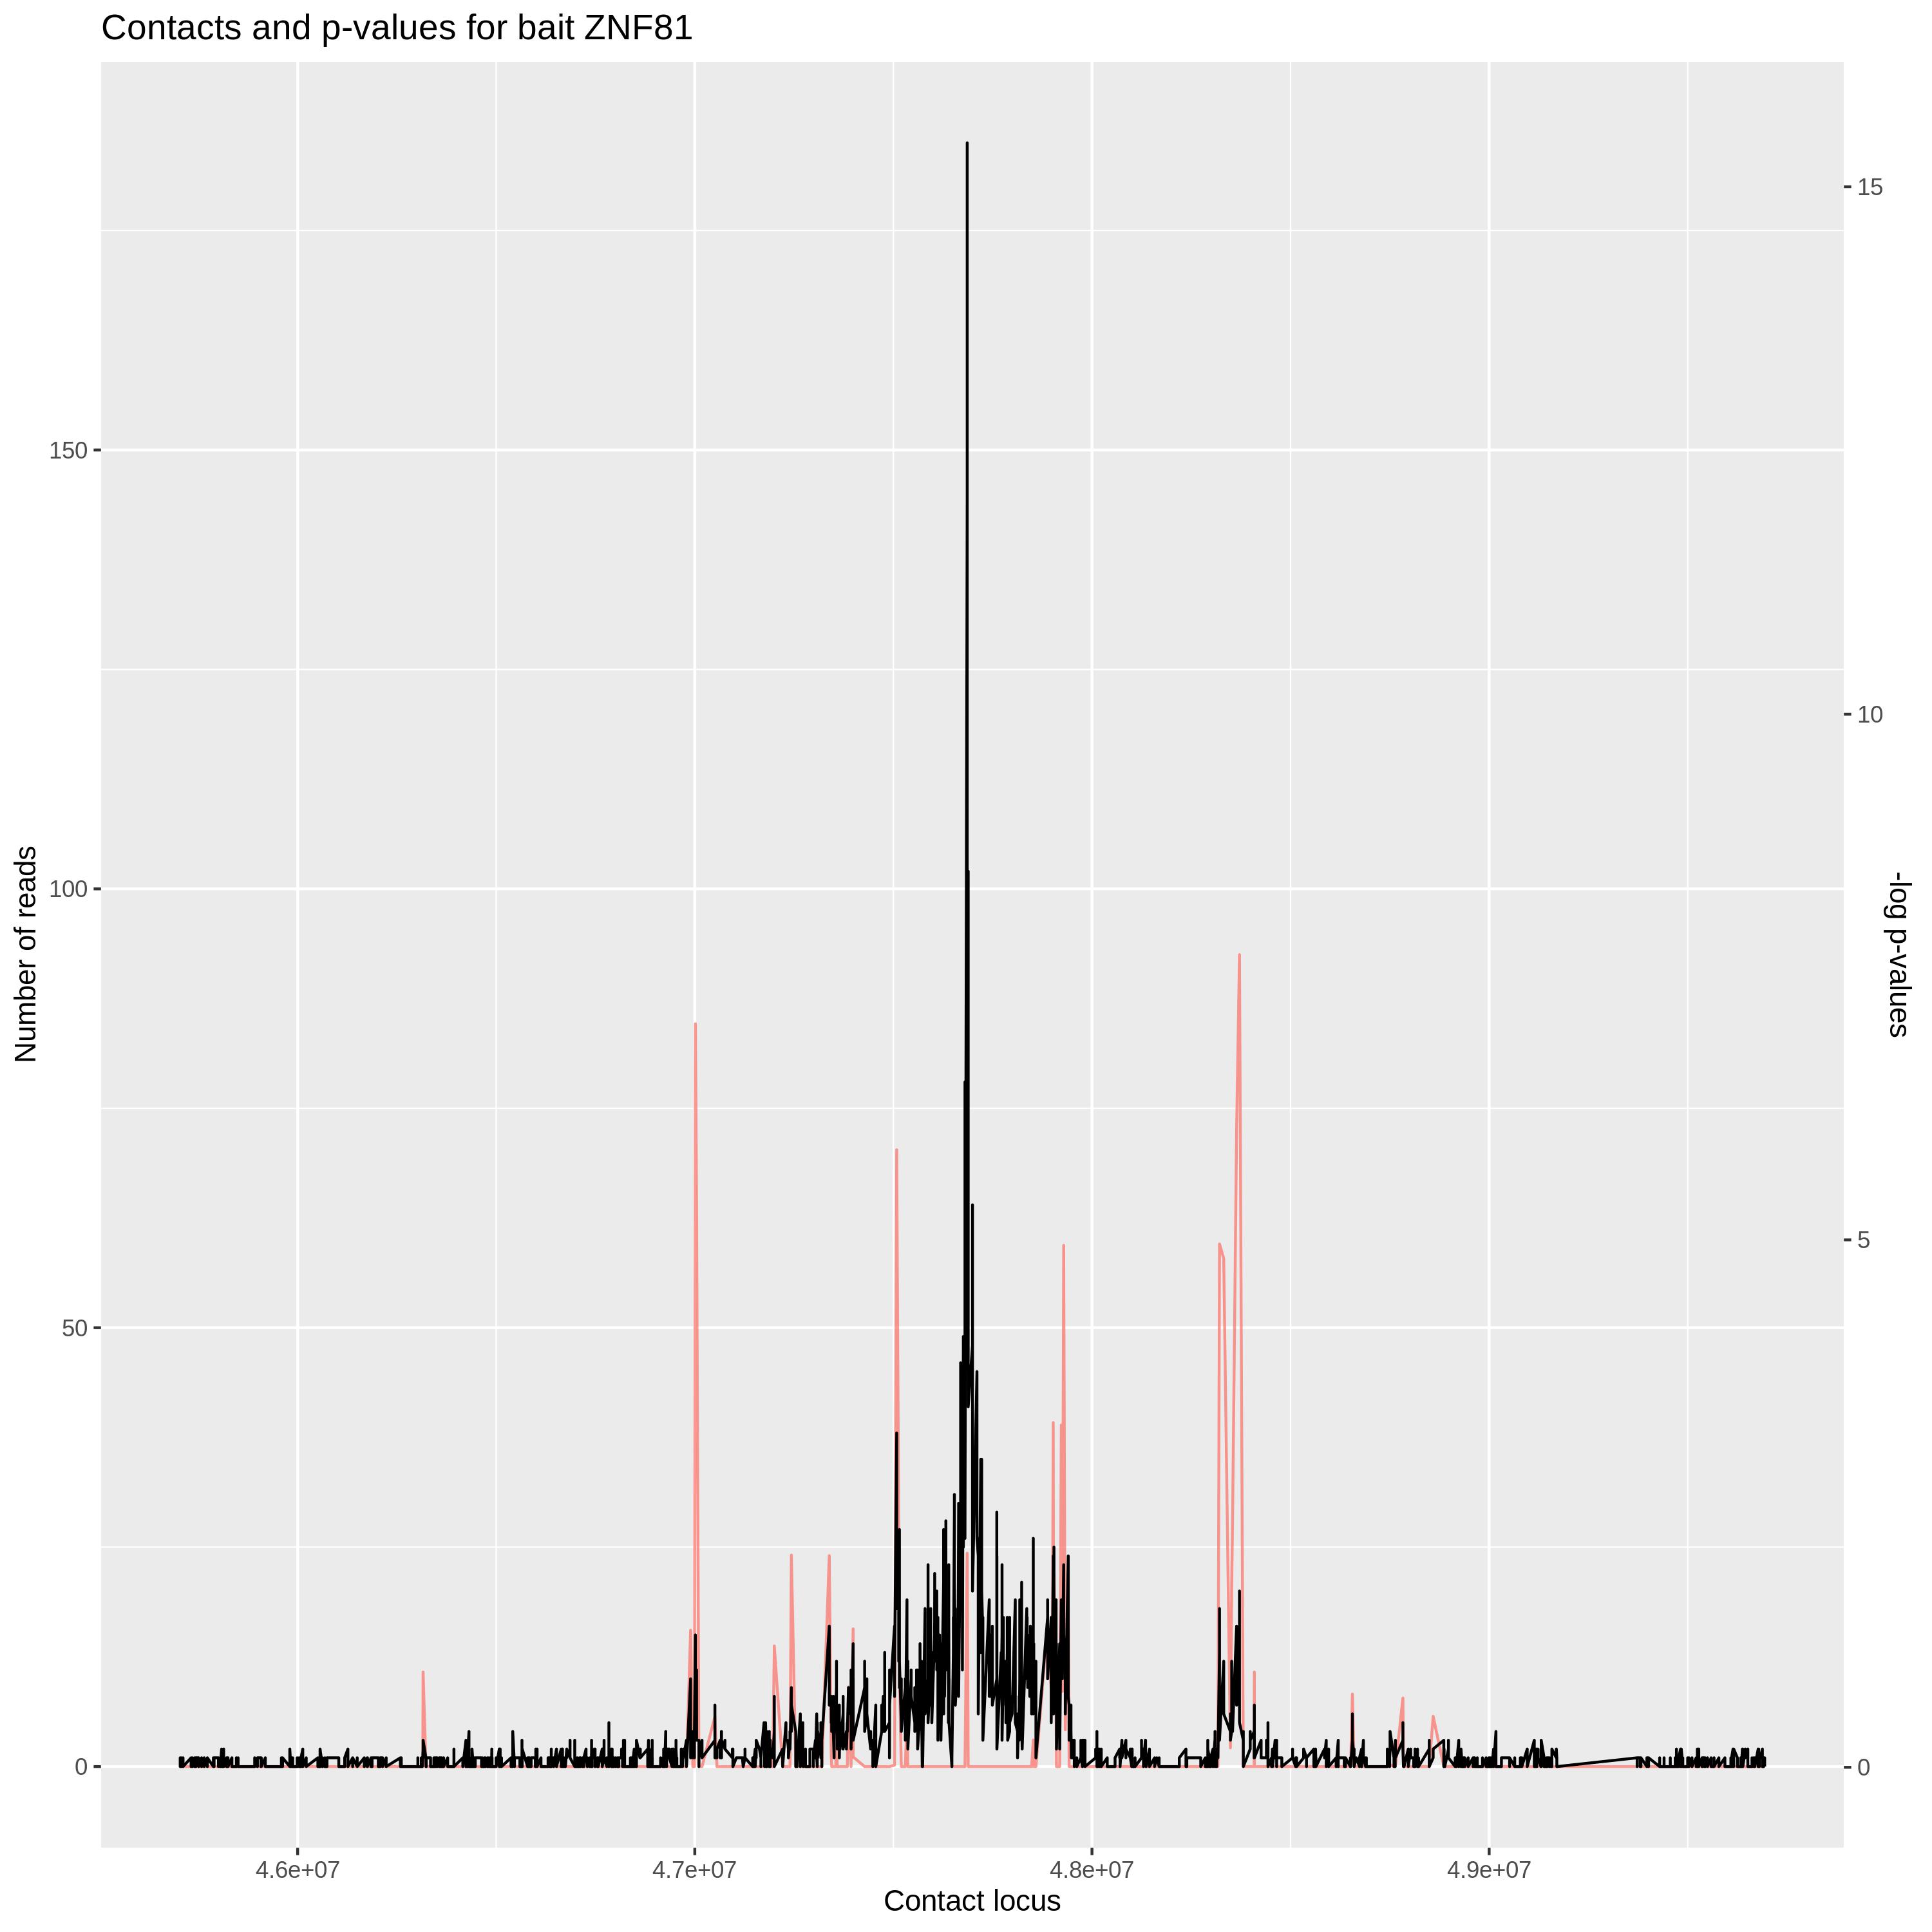 Contacts and p-values for bait ZNF81
150
100
50
0
Number of reads
15
10
5
0
-log p-values
4.6e+07
4.7e+07
4.8e+07
4.9e+07
Contact locus